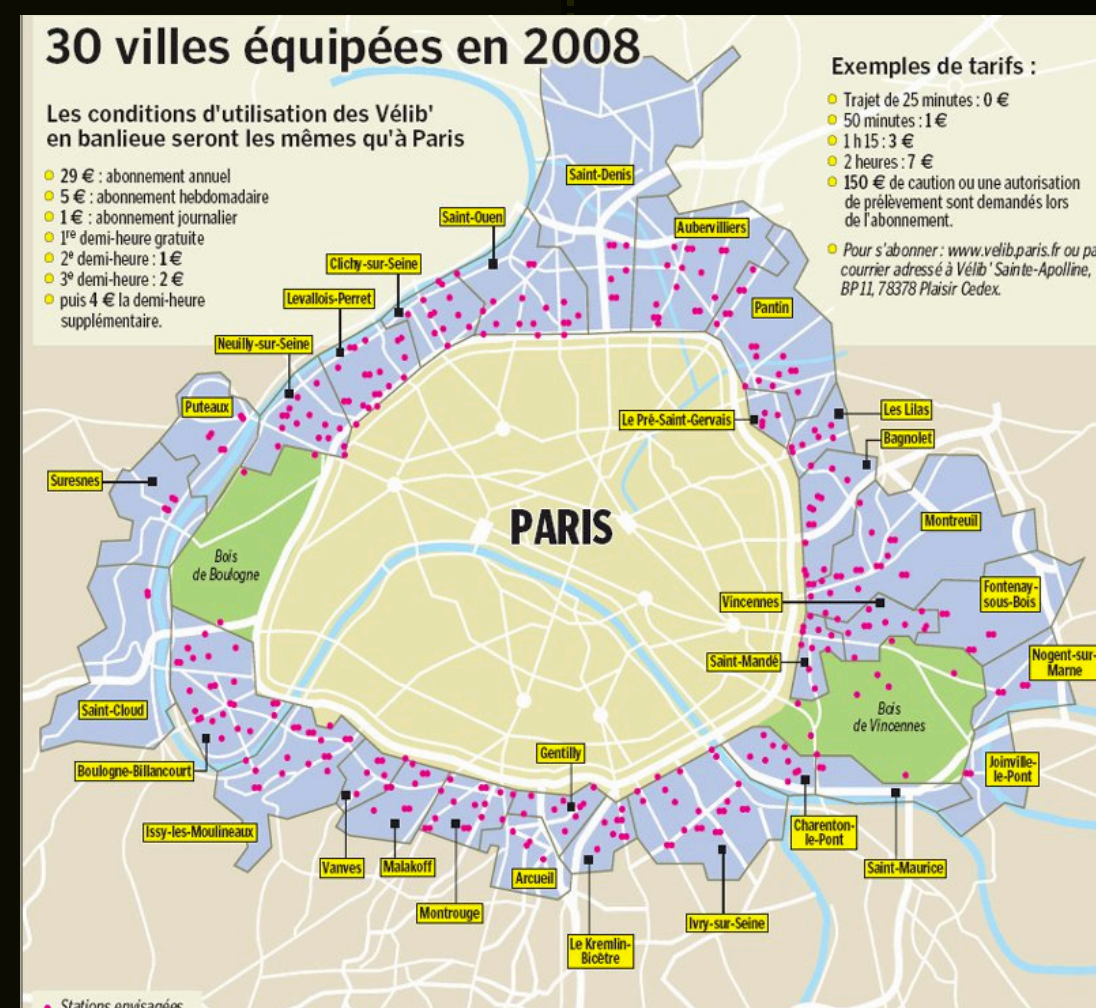 30 villes équipées en 2008
Les conditions d'utilisation des Vélib'
en banlieue seront les mêmes qu'à Paris
29 € : abonnement annuel
5 € : abonnement hebdomadaire
1 € : abonnement journalier
1re demi-heure gratuite
2e demi-heure : 1 €
3e demi-heure : 2 €
puis 4 € la demi-heure
supplémentaire.
Exemples de tarifs :
Trajet de 25 minutes : 0 €
50 minutes : 1 €
1 h 15 : 3 €
2 heures : 7 €
150 € de caution ou une autorisation
de prélèvement sont demandés lors
de l'abonnement.
Pour s'abonner : www.velib.paris.fr ou pa
courrier adressé à Vélib' Sainte-Apolline,
BP 11, 78378 Plaisir Cedex.
Saint-Denis
Saint-Ouen
Aubervilliers
Clichy-sur-Seine
Levallois-Perret
Pantin
Neuilly-sur-Seine
Puteaux
Le Pré-Saint-Gervais
Les Lilas
Bagnolet
Suresnes
PARIS
Montreuil
Bois
de Boulogne
Vincennes
Fontenay-
sous-Bois
Saint-Mandé
Nogent-sur-
Marne
Saint-Cloud
Bois
de Vincennes
Gentilly
Boulogne-Billancourt
Joinville-
le-Pont
Issy-les-Moulineaux
Charenton-
le-Pont
Vanves
Malakoff
Arcueil
Saint-Maurice
Montrouge
Ivry-sur-Seine
Le Kremlin-
Bicêtre
Stations envisagées